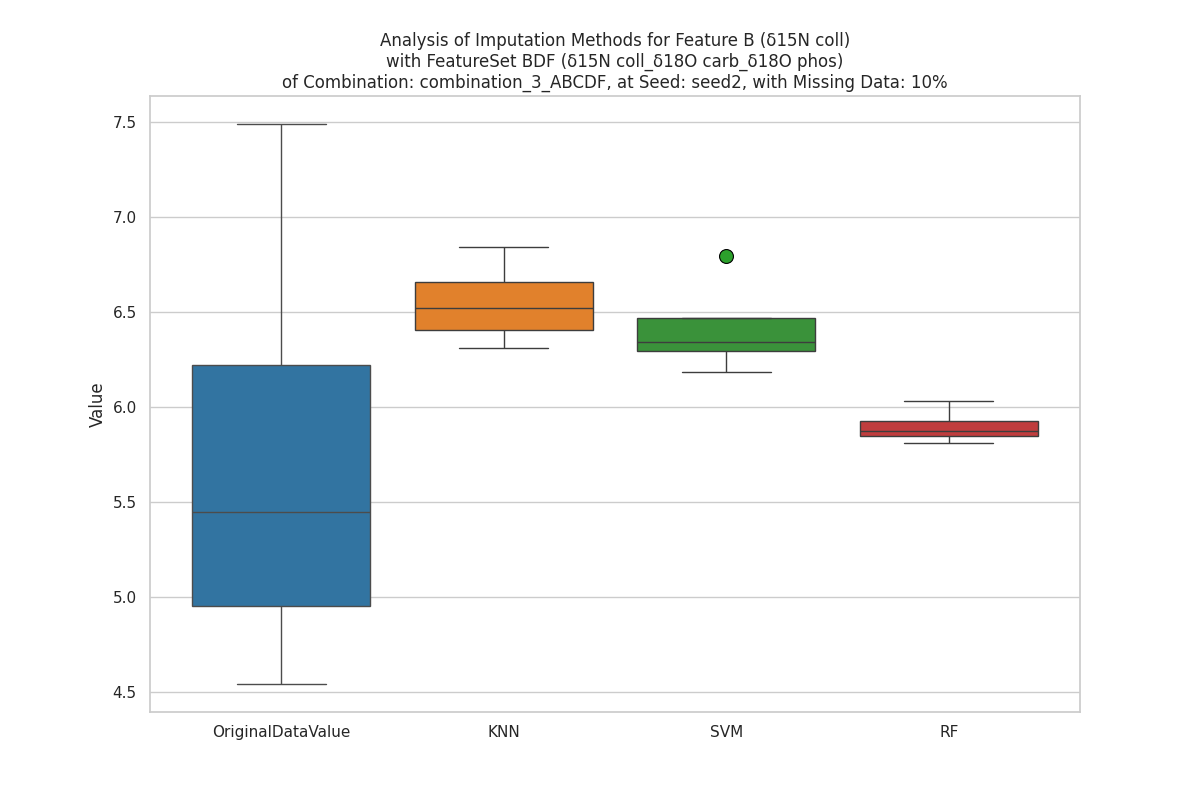 Analysis of Imputation Methods for Feature B (δ15N coll)
with FeatureSet BDF (δ15N coll_δ18O carb_δ18O phos)
of Combination: combination_3_ABCDF, at Seed: seed2, with Missing Data: 10%
7.5
7.0
6.5
6.0
5.5
5.0
4.5
Value
OriginalDataValue
KNN
SVM
RF